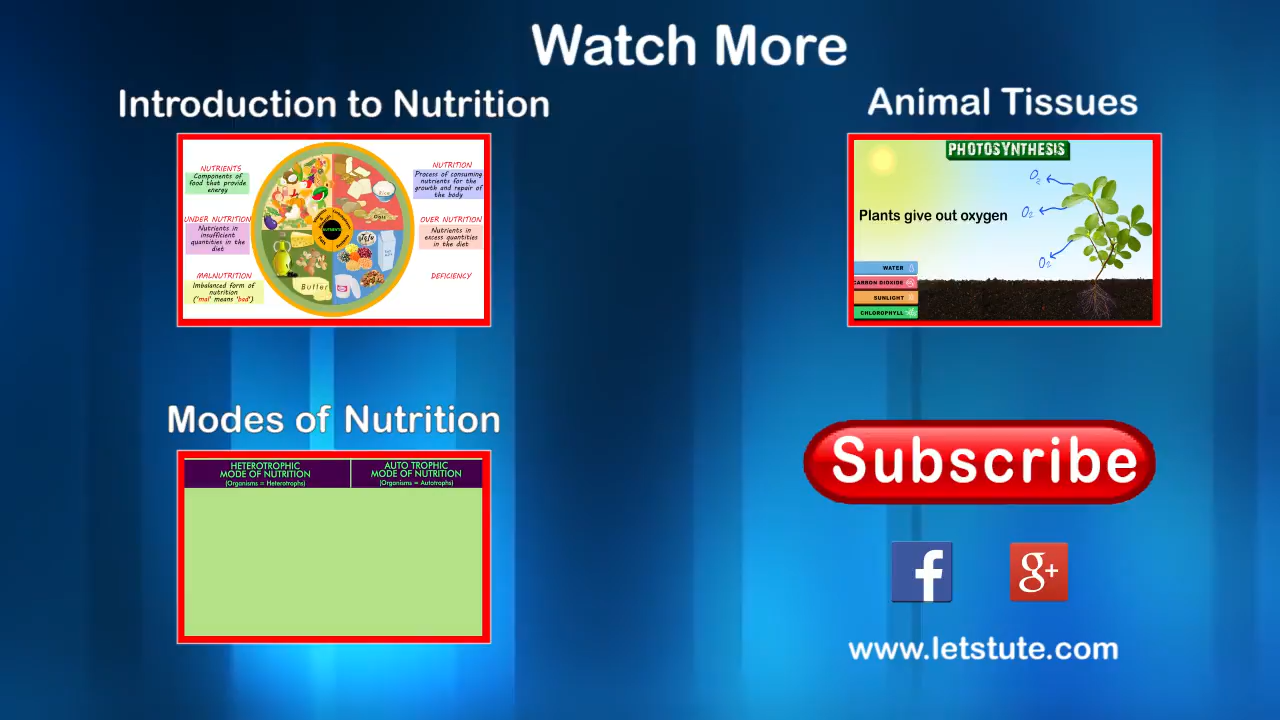 Watch More
Introduction to Nutrition
NUTRIENTS
Components of
food that provide
energy
UNDER NUTRITION
Nutrients in
insufficient
quantities in the
diet
MALNUTRITION
Imbalanced form of
nutrition
("mal" means "bad")
Rice
Oats
NUTRIENTS
Tofu
Butter
NUTRITION
Process of consuming
nutrients for the
growth and repair of
the body
OVER NUTRITION
Nutrients in
excess quantities
in the diet
DEFICIENCY
Animal Tissues
PHOTOSYNTHESIS
Plants give out oxygen
O2
O2
O2
WATER
CARBON DIOXIDE
SUNLIGHT
CHLOROPHYLL
Modes of Nutrition
HETEROTROPHIC
MODE OF NUTRITION
(Organisms = Heterotrophs)
AUTO TROPHIC
MODE OF NUTRITION
(Organisms = Autotrophs)
Subscribe
f
g+
www.letstute.com